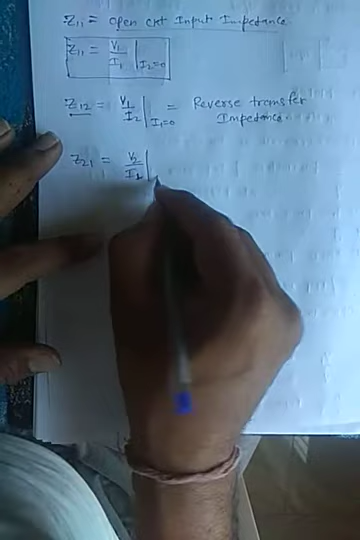 Z11 = Open ckt Input Impedance
Z11 = V1/I1 | I2=0
Z12 = V1/I2 | I1=0 = Reverse transfer
Impedance.
Z21 = V2/I1 |